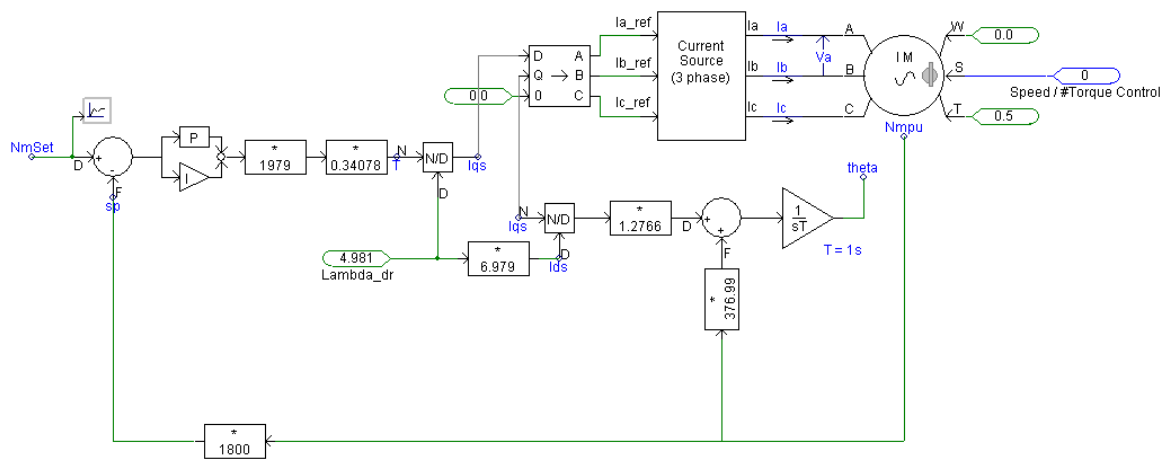 Ia_ref
Ib_ref
Ic_ref
Current
Source
(3 phase)
Ia
Ib
Ic
Ia
Ib
Ic
Va
A
B
C
IM
W
S
T
0.0
0
Speed / #Torque Control
0.5
Nmpu
D
Q
0
A
B
C
0.0
NmSet
D
+
-
F
sp
P
I
*
1979
*
0.34078
N
T
N/D
D
Iqs
Iqs
N
N/D
D
Ids
*
1.2766
D
+
+
F
1
sT
T = 1s
theta
4.981
Lambda_dr
*
6.979
*
376.99
*
1800